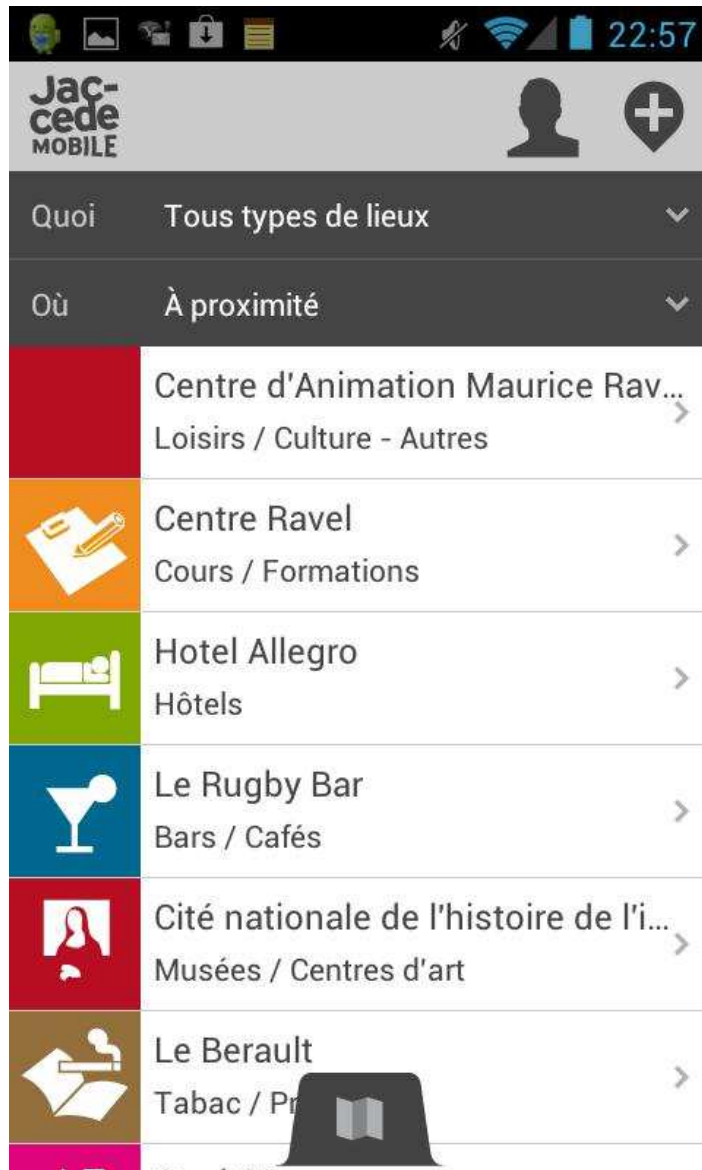 22:57
Jac-
cede
MOBILE
Quoi Tous types de lieux
Où À proximité
Centre d'Animation Maurice Rav...
Loisirs / Culture - Autres
Centre Ravel
Cours / Formations
Hotel Allegro
Hôtels
Le Rugby Bar
Bars / Cafés
Cité nationale de l'histoire de l'i...
Musées / Centres d'art
Le Berault
Tabac / Pr